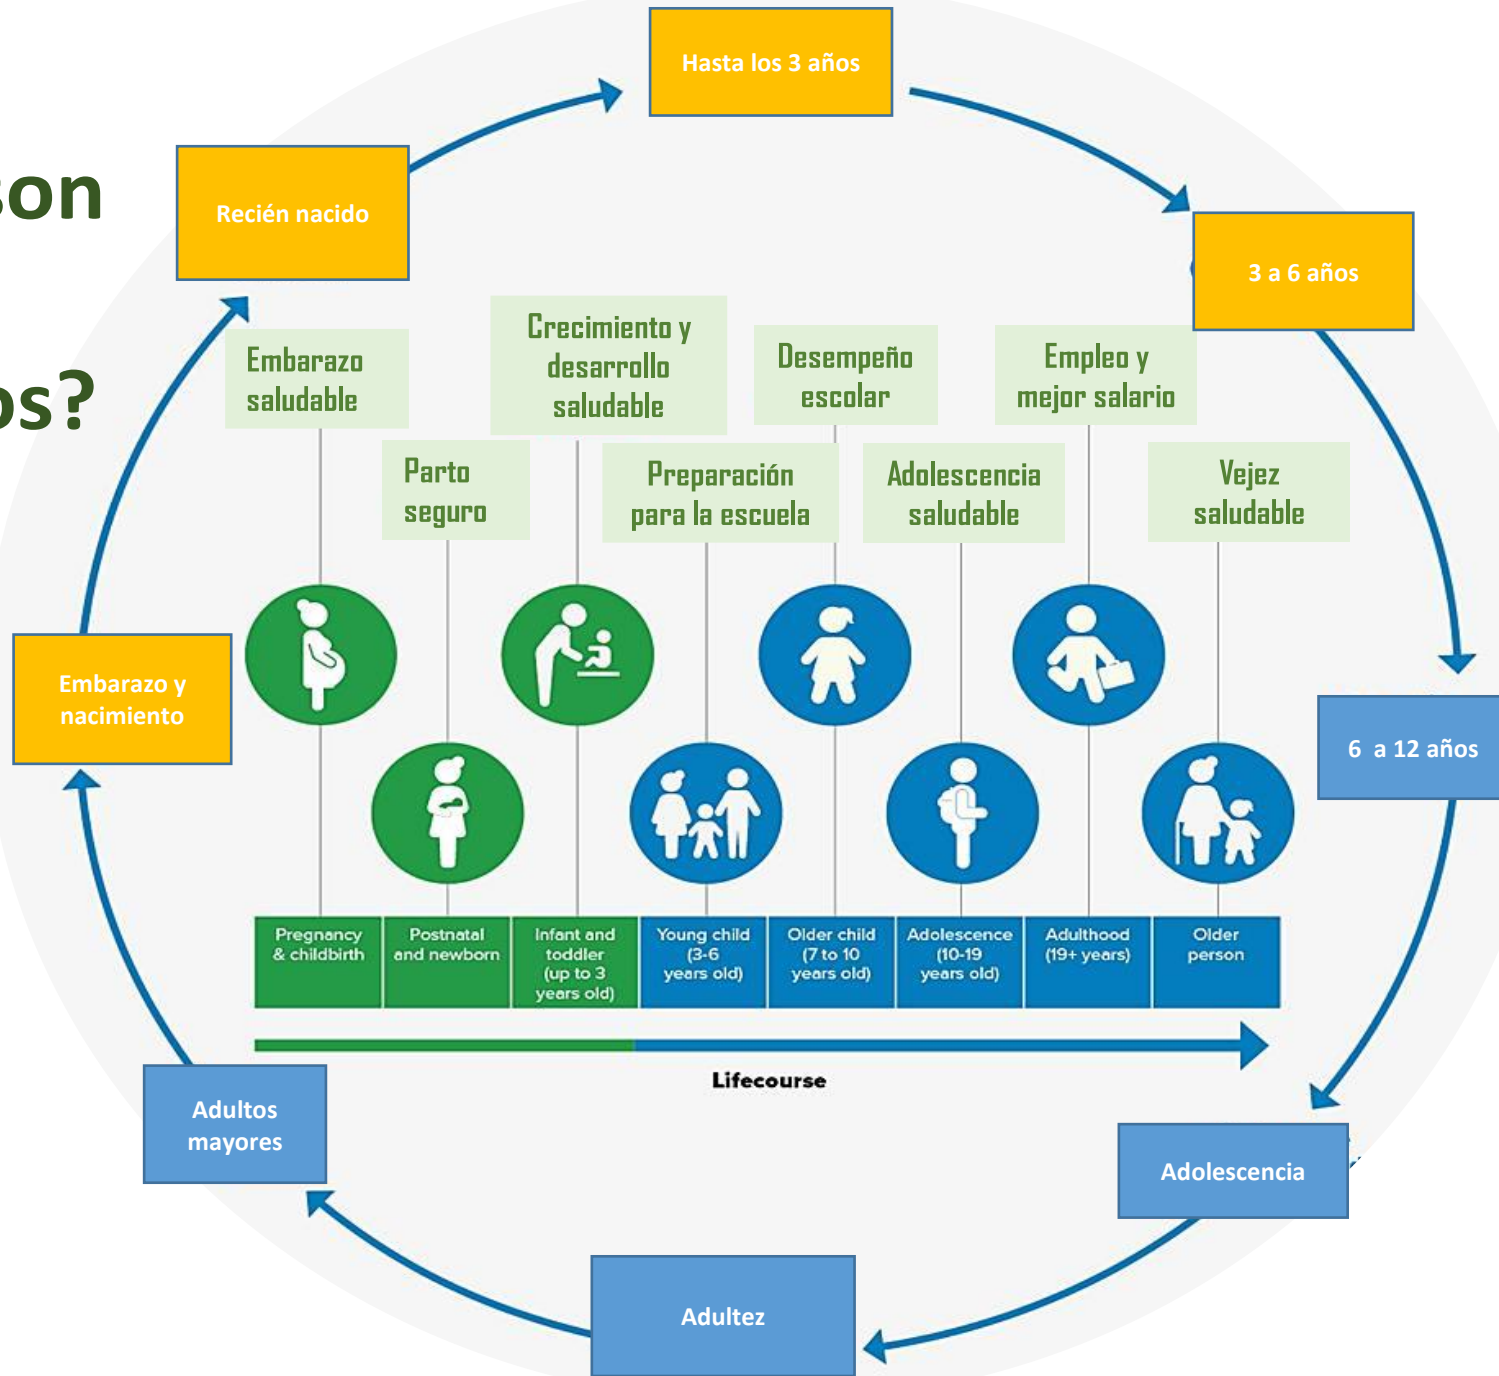 son
os?
Hasta los 3 años
Recién nacido
3 a 6 años
Embarazo
saludable
Crecimiento y
desarrollo
saludable
Desempeño
escolar
Empleo y
mejor salario
Parto
seguro
Preparación
para la escuela
Adolescencia
saludable
Vejez
saludable
Embarazo y
nacimiento
6 a 12 años
Pregnancy
& childbirth
Postnatal
and newborn
Infant and
toddler
(up to 3
years old)
Young child
(3-6
years old)
Older child
(7 to 10
years old)
Adolescence
(10-19
years old)
Adulthood
(19+ years)
Older
person
Lifecourse
Adultos
mayores
Adolescencia
Adultez